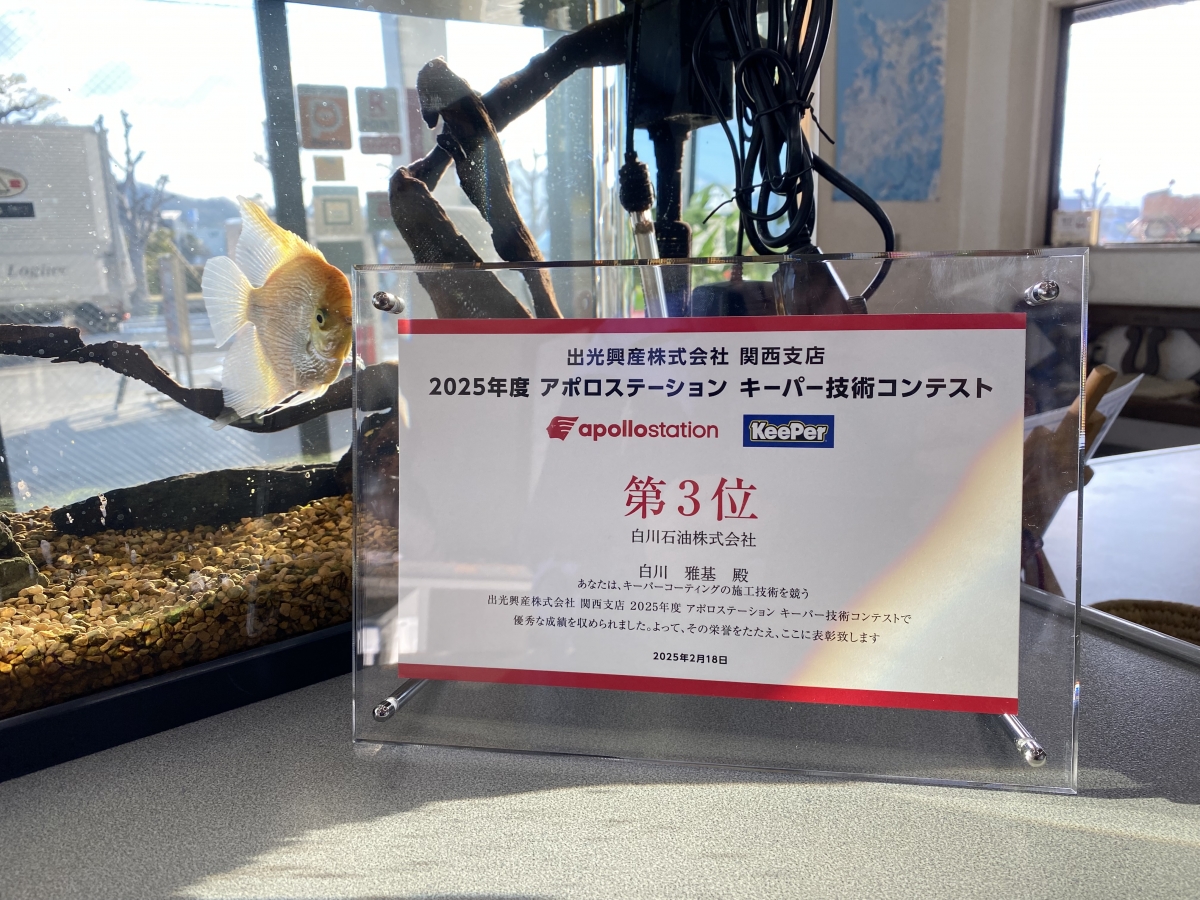 出光興産株式会社 関西支店
2025年度 アポロステーション キーパー技術コンテスト
apollostation KeePer
第3位
白川石油株式会社
白川 雅基 殿
あなたは、キーパーコーティングの施工技術を競う
出光興産株式会社 関西支店 2025年度 アポロステーション キーパー技術コンテストで
優秀な成績を収められました。よって、その栄誉をたたえ、ここに表彰致します
2025年2月18日